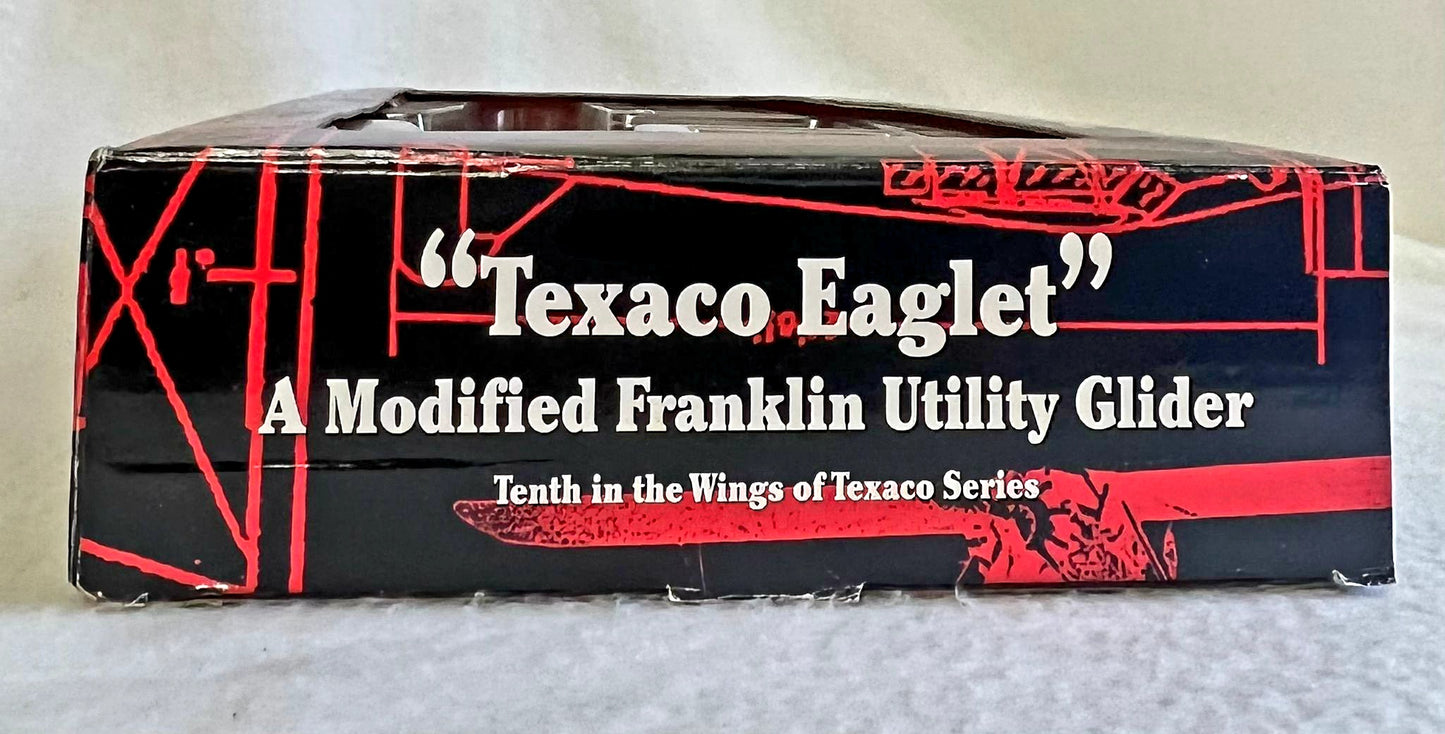 “Texaco Eaglet”
A Modified Franklin Utility Glider
Tenth in the Wings of Texaco Series